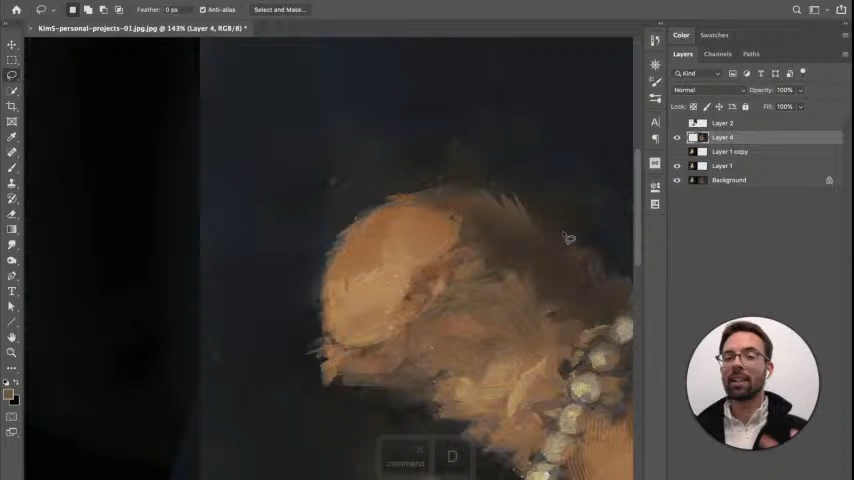 Feather: 0 px Anti-alias Select and Mask...
× KimS-personal-projects-01.jpg.jpg @ 143% (Layer 4, RGB/8) *
Color Swatches
Layers Channels Paths
Kind
Normal Opacity: 100%
Lock: Fill: 100%
Layer 2
Layer 4
Layer 1 copy
Layer 1
Background
⌘
command D